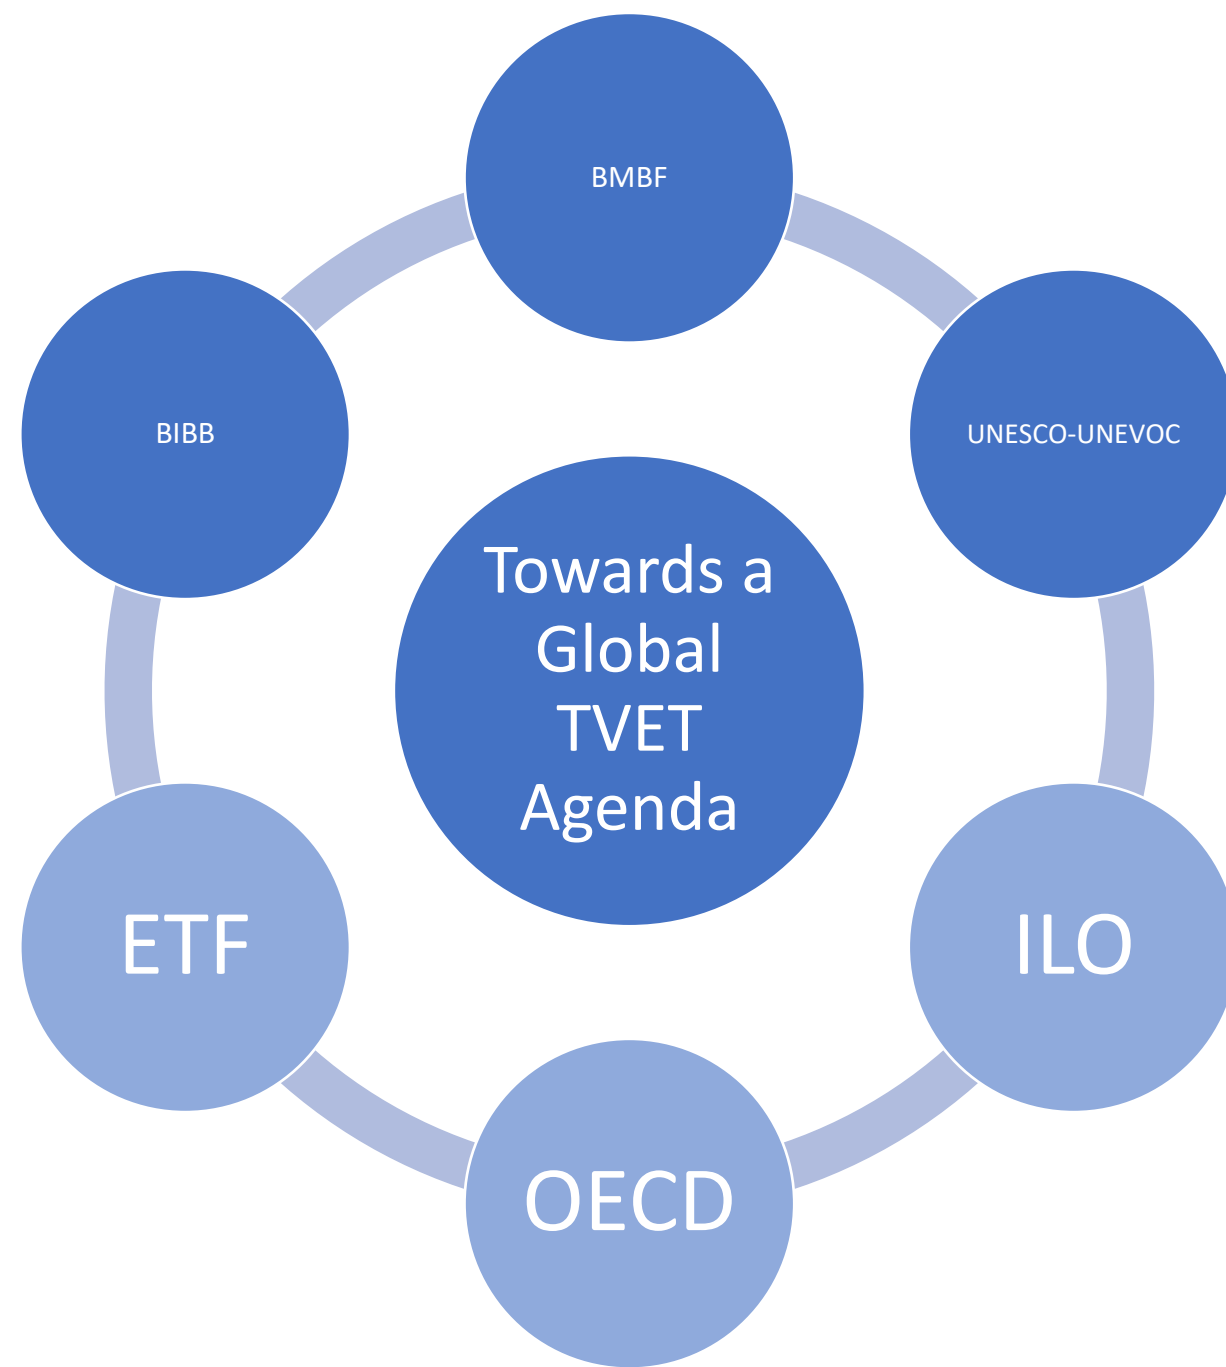 BMBF
BIBB
UNESCO-UNEVOC
Towards a
Global
TVET
Agenda
ETF
ILO
OECD